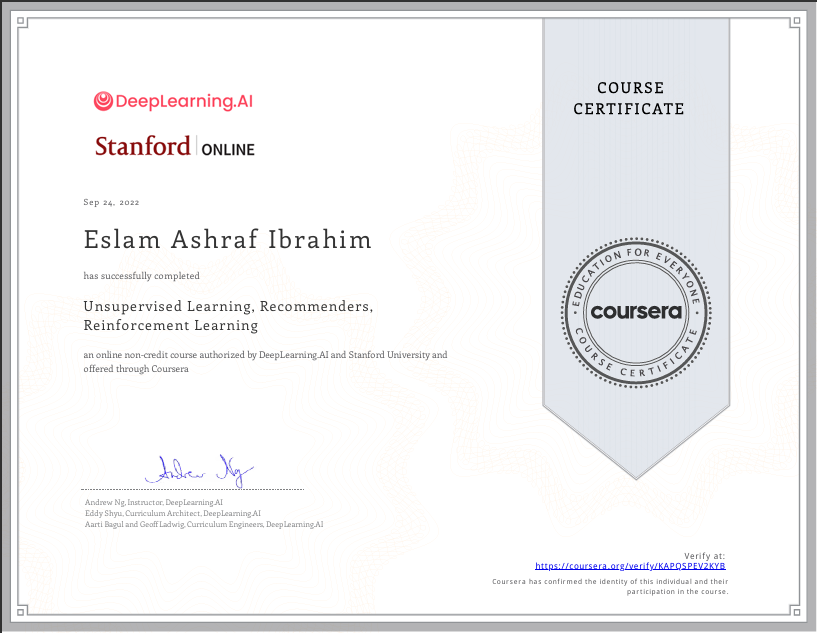 DeepLearning.AI
Stanford ONLINE
Sep 24, 2022
Eslam Ashraf Ibrahim
has successfully completed
Unsupervised Learning, Recommenders,
Reinforcement Learning
an online non-credit course authorized by DeepLearning.AI and Stanford University and
offered through Coursera
Andrew Ng
Andrew Ng, Instructor, DeepLearning.AI
Eddy Shyu, Curriculum Architect, DeepLearning.AI
Aarti Bagul and Geoff Ladwig, Curriculum Engineers, DeepLearning.AI
COURSE
CERTIFICATE
EDUCATION FOR EVERYONE
coursera
COURSE CERTIFICATE
Verify at:
https://coursera.org/verify/KAPQSPEV2KYB
Coursera has confirmed the identity of this individual and their
participation in the course.